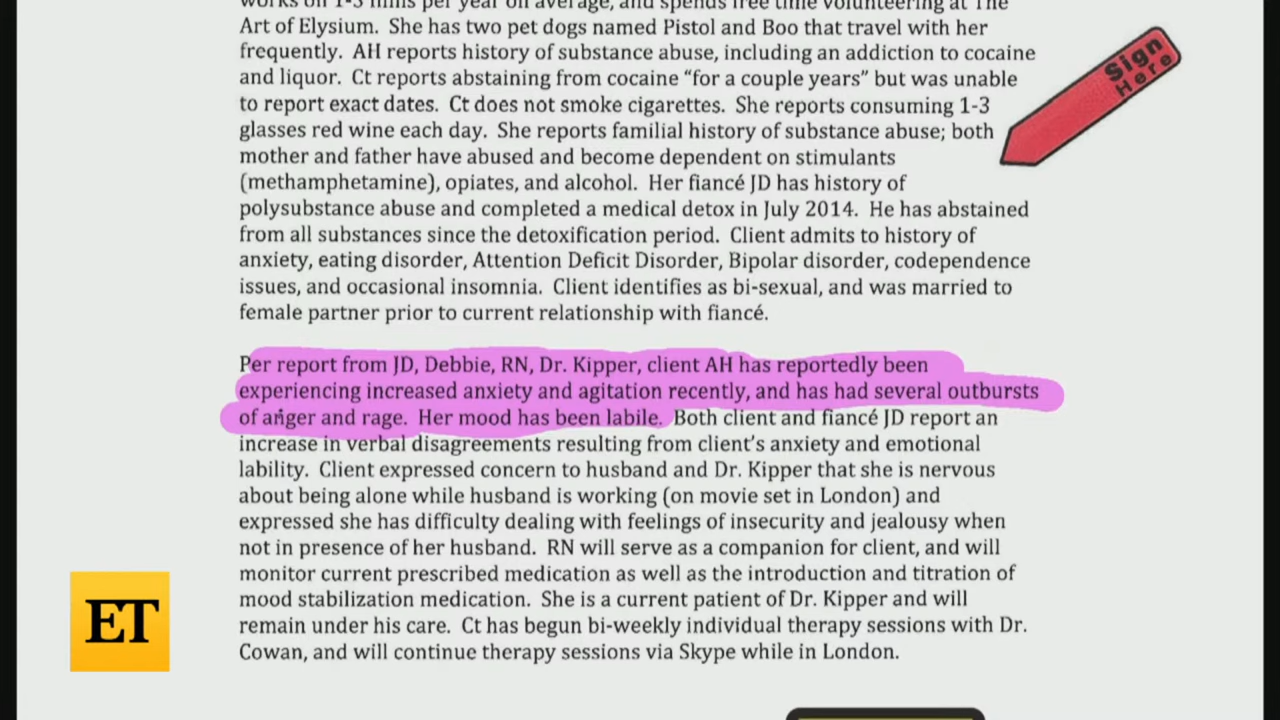 works on 1-3 films per year on average, and spends free time volunteering at The
Art of Elysium. She has two pet dogs named Pistol and Boo that travel with her
frequently. AH reports history of substance abuse, including an addiction to cocaine
and liquor. Ct reports abstaining from cocaine “for a couple years” but was unable
to report exact dates. Ct does not smoke cigarettes. She reports consuming 1-3
glasses red wine each day. She reports familial history of substance abuse; both
mother and father have abused and become dependent on stimulants
(methamphetamine), opiates, and alcohol. Her fiancé JD has history of
polysubstance abuse and completed a medical detox in July 2014. He has abstained
from all substances since the detoxification period. Client admits to history of
anxiety, eating disorder, Attention Deficit Disorder, Bipolar disorder, codependence
issues, and occasional insomnia. Client identifies as bi-sexual, and was married to
female partner prior to current relationship with fiancé.
Per report from JD, Debbie, RN, Dr. Kipper, client AH has reportedly been
experiencing increased anxiety and agitation recently, and has had several outbursts
of anger and rage. Her mood has been labile. Both client and fiancé JD report an
increase in verbal disagreements resulting from client’s anxiety and emotional
lability. Client expressed concern to husband and Dr. Kipper that she is nervous
about being alone while husband is working (on movie set in London) and
expressed she has difficulty dealing with feelings of insecurity and jealousy when
not in presence of her husband. RN will serve as a companion for client, and will
monitor current prescribed medication as well as the introduction and titration of
mood stabilization medication. She is a current patient of Dr. Kipper and will
remain under his care. Ct has begun bi-weekly individual therapy sessions with Dr.
Cowan, and will continue therapy sessions via Skype while in London.
Sign
Here
ET